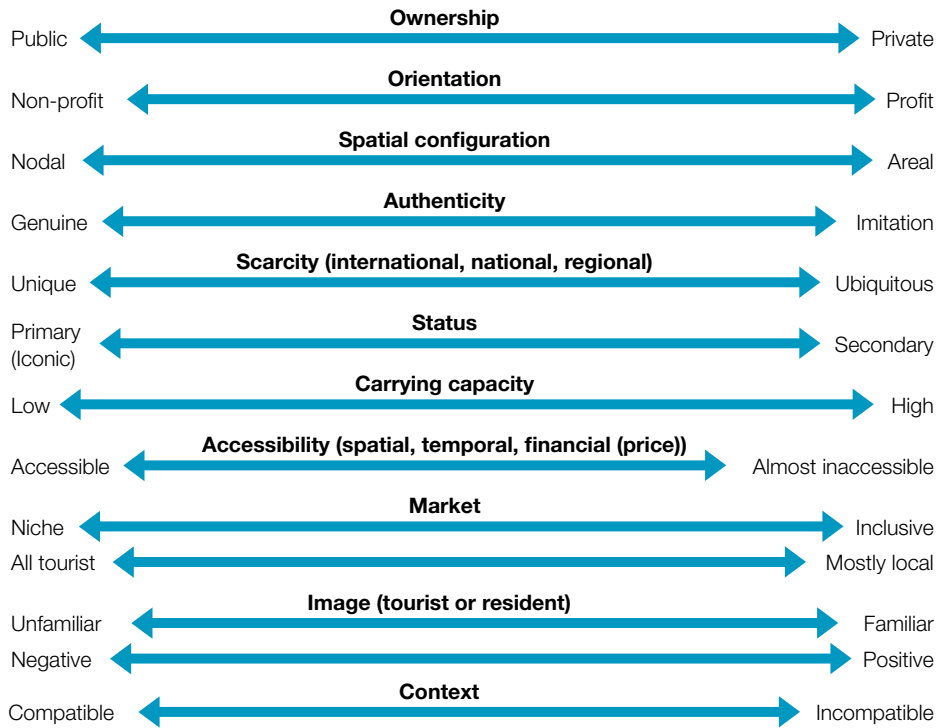 Ownership
Public Private
Orientation
Non-profit Profit
Spatial configuration
Nodal Areal
Authenticity
Genuine Imitation
Scarcity (international, national, regional)
Unique Ubiquitous
Status
Primary
(Iconic) Secondary
Carrying capacity
Low High
Accessibility (spatial, temporal, financial (price))
Accessible Almost inaccessible
Market
Niche Inclusive
All tourist Mostly local
Image (tourist or resident)
Unfamiliar Familiar
Negative Positive
Context
Compatible Incompatible